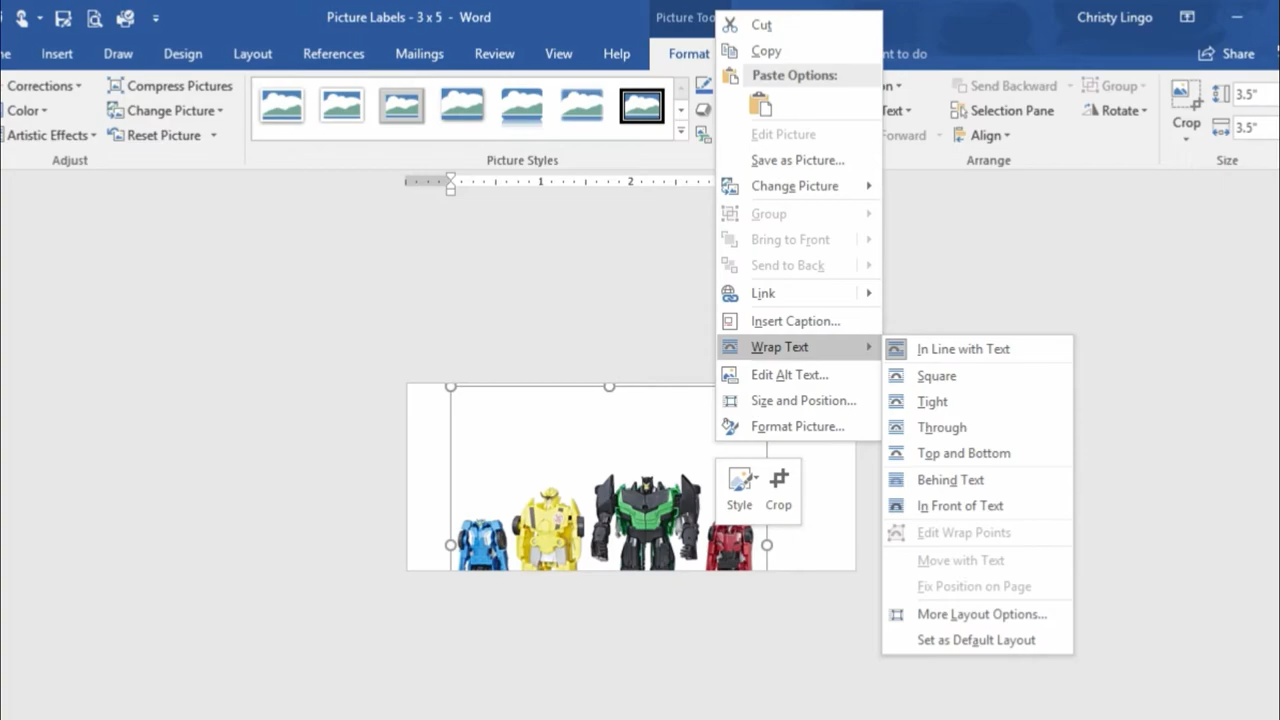 Picture Labels - 3 x 5 - Word
Picture Too
Christy Lingo
Insert
Draw
Design
Layout
References
Mailings
Review
View
Help
Format
nt to do
Share
Corrections
Color
Artistic Effects
Compress Pictures
Change Picture
Reset Picture
Adjust
Picture Styles
Send Backward
Selection Pane
Align
Group
Rotate
Arrange
Crop
3.5"
3.5"
Size
1
2
Cut
Copy
Paste Options:
Edit Picture
Save as Picture...
Change Picture
Group
Bring to Front
Send to Back
Link
Insert Caption...
Wrap Text
Edit Alt Text...
Size and Position...
Format Picture...
Style
Crop
In Line with Text
Square
Tight
Through
Top and Bottom
Behind Text
In Front of Text
Edit Wrap Points
Move with Text
Fix Position on Page
More Layout Options...
Set as Default Layout